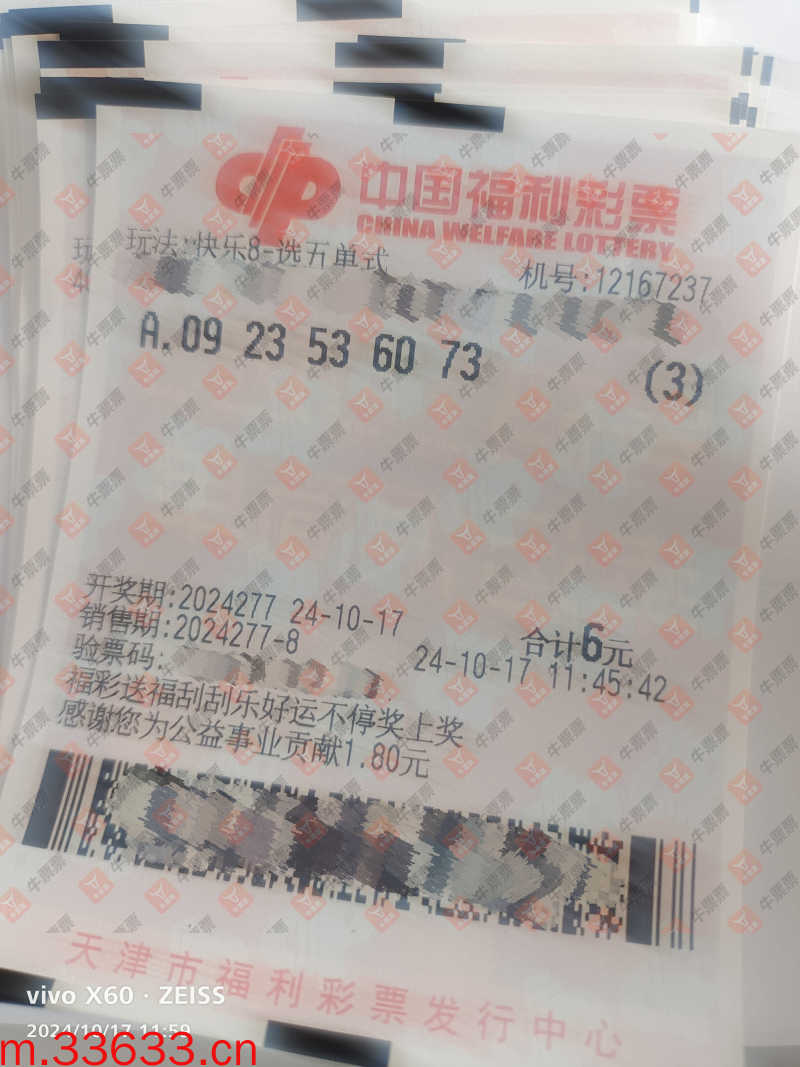 中国福利彩票
CHINA WELFARE LOTTERY
玩法:快乐8-选五单式
机号:12167237
A.09 23 53 60 73 (3)
开奖期:2024277 24-10-17
销售期:2024277-8
合计6元
验票码:
24-10-17 11:45:42
福彩送福刮刮乐好运不停奖上奖
感谢您为公益事业贡献1.80元
天津市福利彩票发行中心
牛票票
vivo X60 · ZEISS
2024/10/17 11:59
m.33633.cn